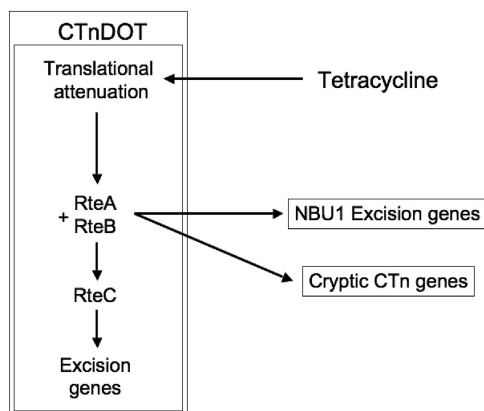 CTnDOT
Translational
attenuation
Tetracycline
RteA
+ RteB
NBU1 Excision genes
Cryptic CTn genes
RteC
Excision
genes